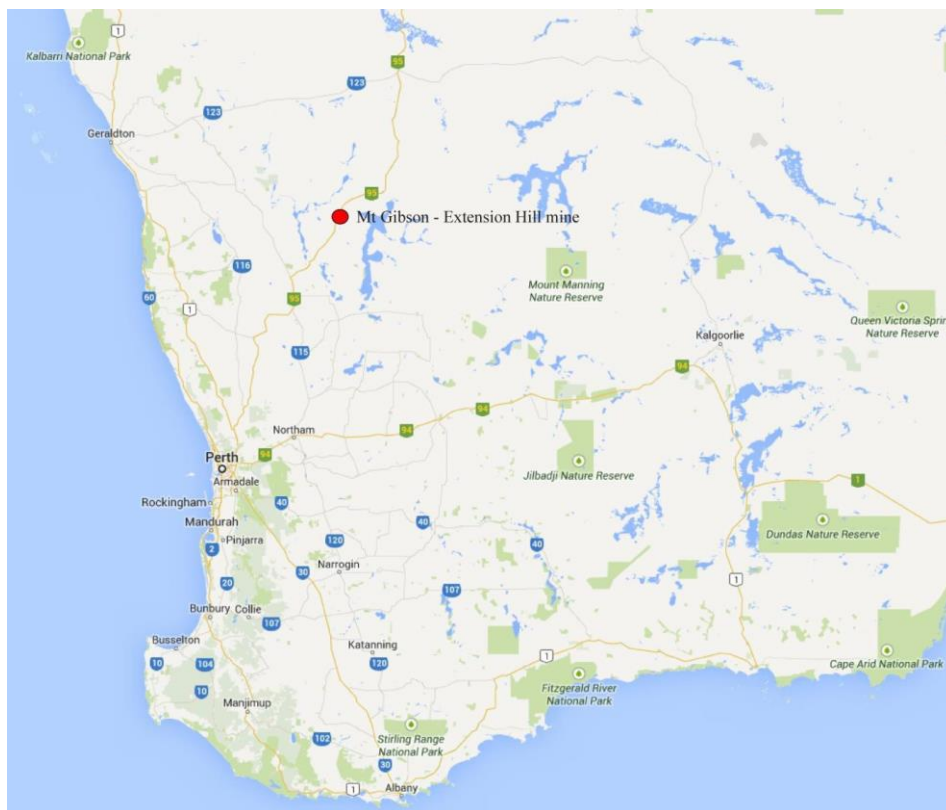 1
Kalbarri National Park
95
123
123
Geraldton
95
Mt Gibson - Extension Hill mine
116
Mount Manning
Nature Reserve
60
1
95
Queen Victoria Sprin
Nature Reserve
Kalgoorlie
115
94
94
94
Northam
94
Perth
Armadale
Jilbadji Nature Reserve
1
40
Rockingham
40
40
Mandurah
120
Dundas Nature Reserve
2
Pinjarra
Narrogin
30
1
20
107
Bunbury
Collie
107
Busselton
Katanning
1
10
104
120
Cape Arid National Park
10
Fitzgerald River
National Park
Manjimup
Stirling Range
National Park
102
30
1
Albany